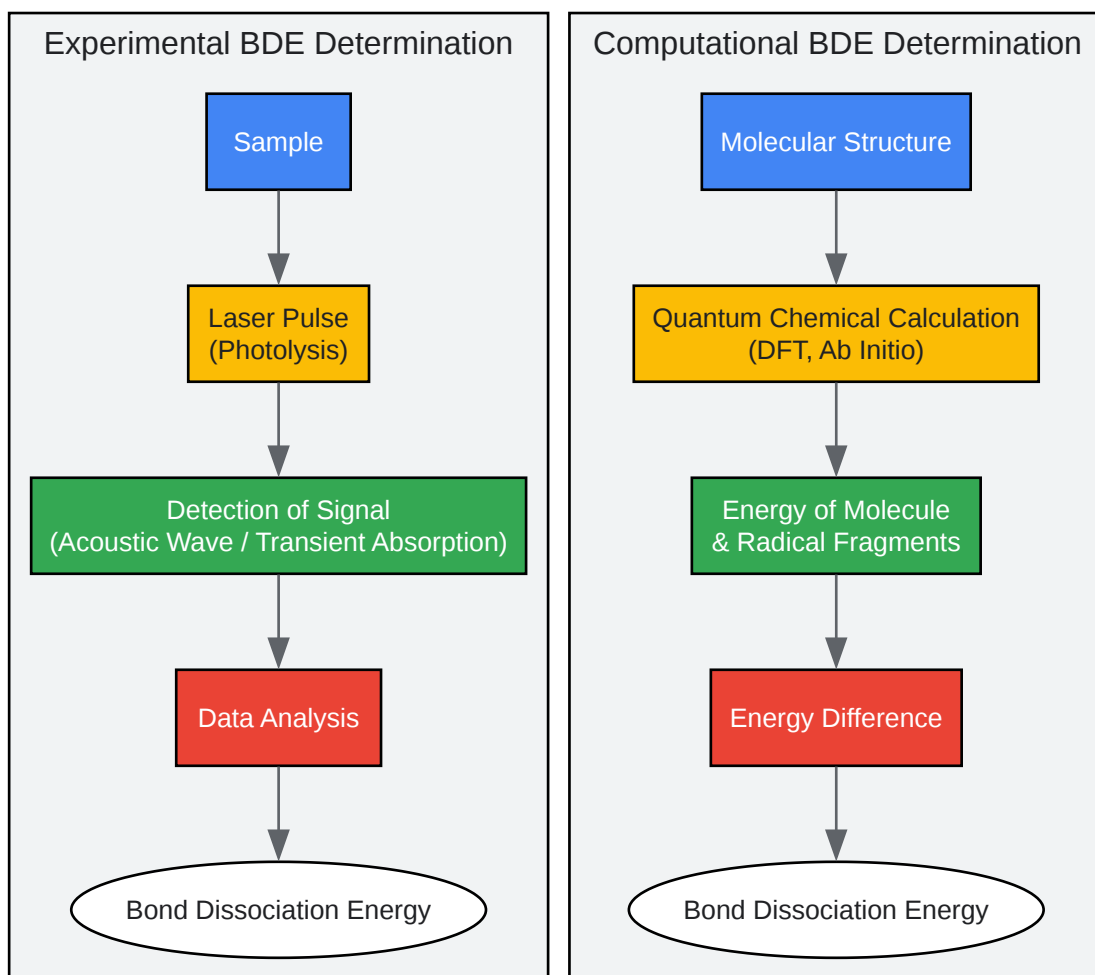 Experimental BDE Determination
Sample
Laser Pulse
(Photolysis)
Detection of Signal
(Acoustic Wave / Transient Absorption)
Data Analysis
Bond Dissociation Energy
Computational BDE Determination
Molecular Structure
Quantum Chemical Calculation
(DFT, Ab Initio)
Energy of Molecule
& Radical Fragments
Energy Difference
Bond Dissociation Energy